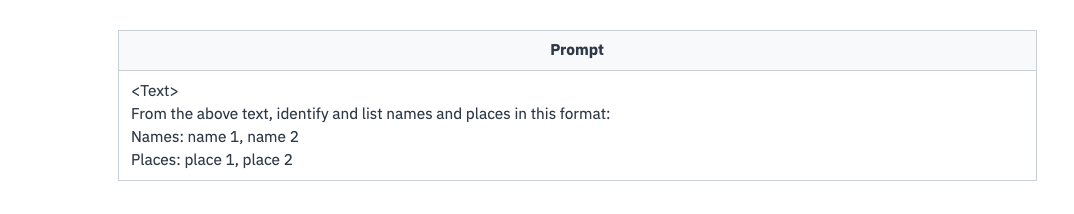 Prompt
<Text>
From the above text, identify and list names and places in this format:
Names: name 1, name 2
Places: place 1, place 2